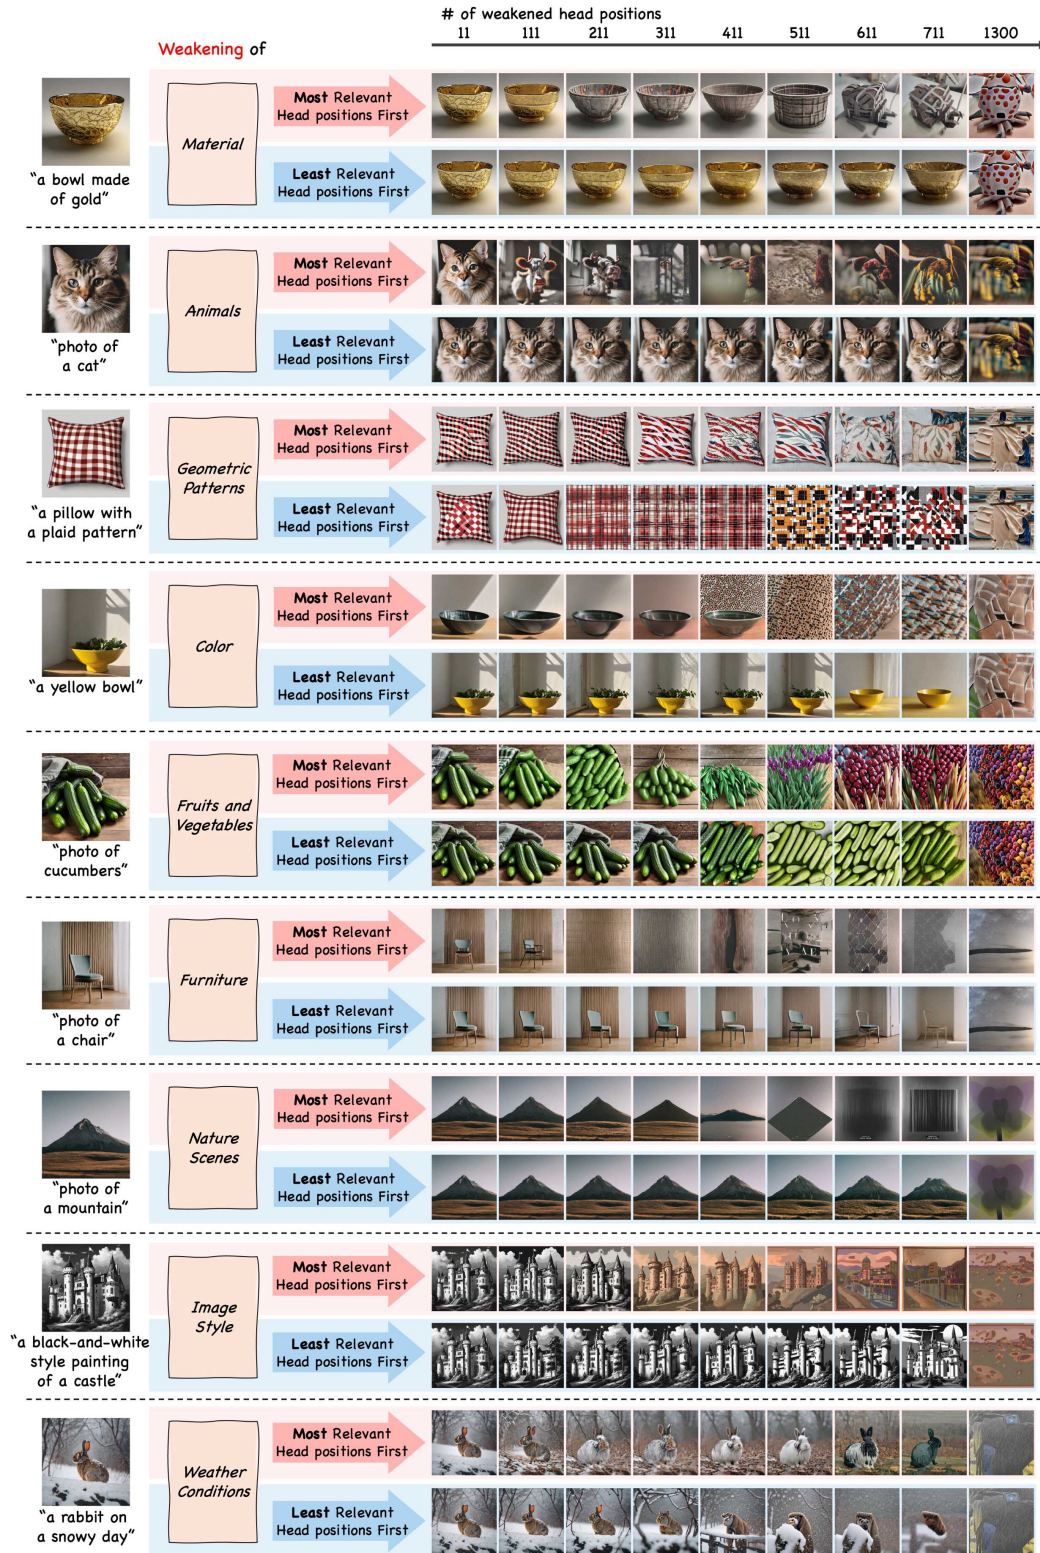 # of weakened head positions
11 111 211 311 411 511 611 711 1300
Weakening of
Material
Most Relevant
Head positions First
Least Relevant
Head positions First
"a bowl made
of gold"
Animals
Most Relevant
Head positions First
Least Relevant
Head positions First
"photo of
a cat"
Geometric
Patterns
Most Relevant
Head positions First
Least Relevant
Head positions First
"a pillow with
a plaid pattern"
Color
Most Relevant
Head positions First
Least Relevant
Head positions First
"a yellow bowl"
Fruits and
Vegetables
Most Relevant
Head positions First
Least Relevant
Head positions First
"photo of
cucumbers"
Furniture
Most Relevant
Head positions First
Least Relevant
Head positions First
"photo of
a chair"
Nature
Scenes
Most Relevant
Head positions First
Least Relevant
Head positions First
"photo of
a mountain"
Image
Style
Most Relevant
Head positions First
Least Relevant
Head positions First
"a black-and-white
style painting
of a castle"
Weather
Conditions
Most Relevant
Head positions First
Least Relevant
Head positions First
"a rabbit on
a snowy day"